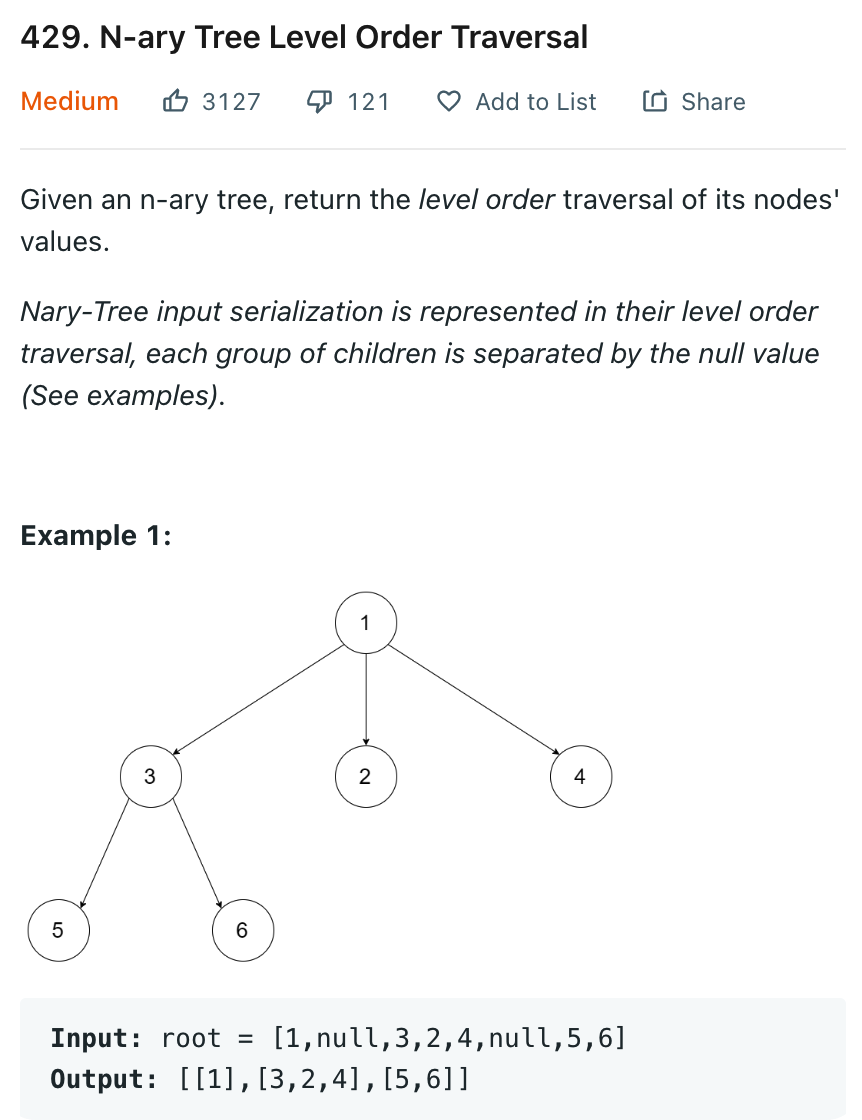 429. N-ary Tree Level Order Traversal
Medium 3127 121 Add to List Share
Given an n-ary tree, return the level order traversal of its nodes'
values.
Nary-Tree input serialization is represented in their level order
traversal, each group of children is separated by the null value
(See examples).
Example 1:
1
3 2 4
5 6
Input: root = [1,null,3,2,4,null,5,6]
Output: [[1],[3,2,4],[5,6]]